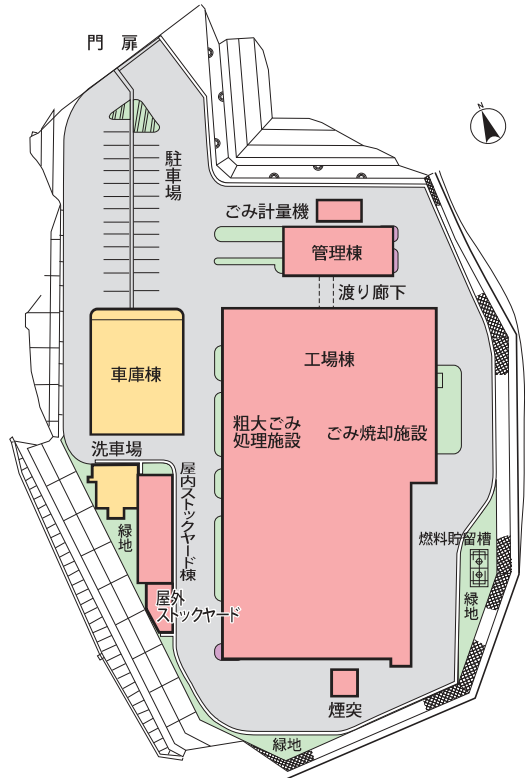 門 扉
N
駐車場
ごみ計量機
管理棟
渡り廊下
工場棟
車庫棟
粗大ごみ
処理施設
ごみ焼却施設
洗車場
屋内ストックヤード棟
緑地
燃料貯留槽
屋外
ストックヤード
緑地
煙突
緑地